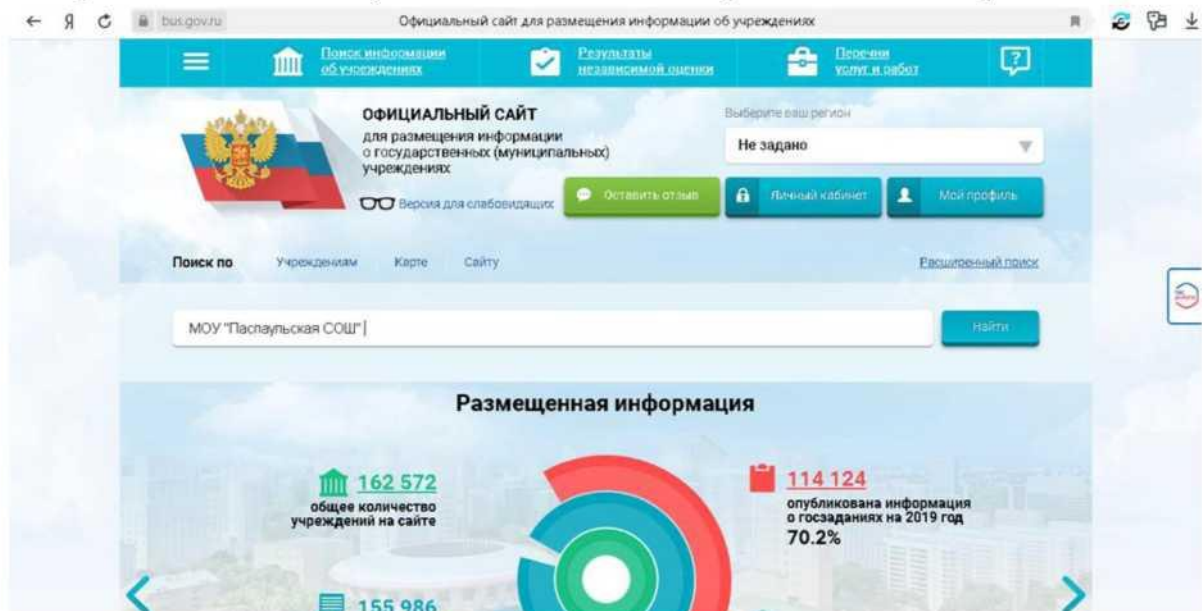 bus.gov.ru
Официальный сайт для размещения информации об учреждениях
Поиск информации
об учреждениях
Результаты
независимой оценки
Перечни
услуг и работ
ОФИЦИАЛЬНЫЙ САЙТ
для размещения информации
о государственных (муниципальных)
учреждениях
Версия для слабовидящих
Выберите ваш регион
Не задано
Оставить отзыв
Личный кабинет
Мой профиль
Поиск по
Учреждениям
Карте
Сайту
Расширенный поиск
МОУ "Паспаульская СОШ"
Найти
Размещенная информация
162 572
общее количество
учреждений на сайте
114 124
опубликована информация
о госзаданиях на 2019 год
70.2%
155 986